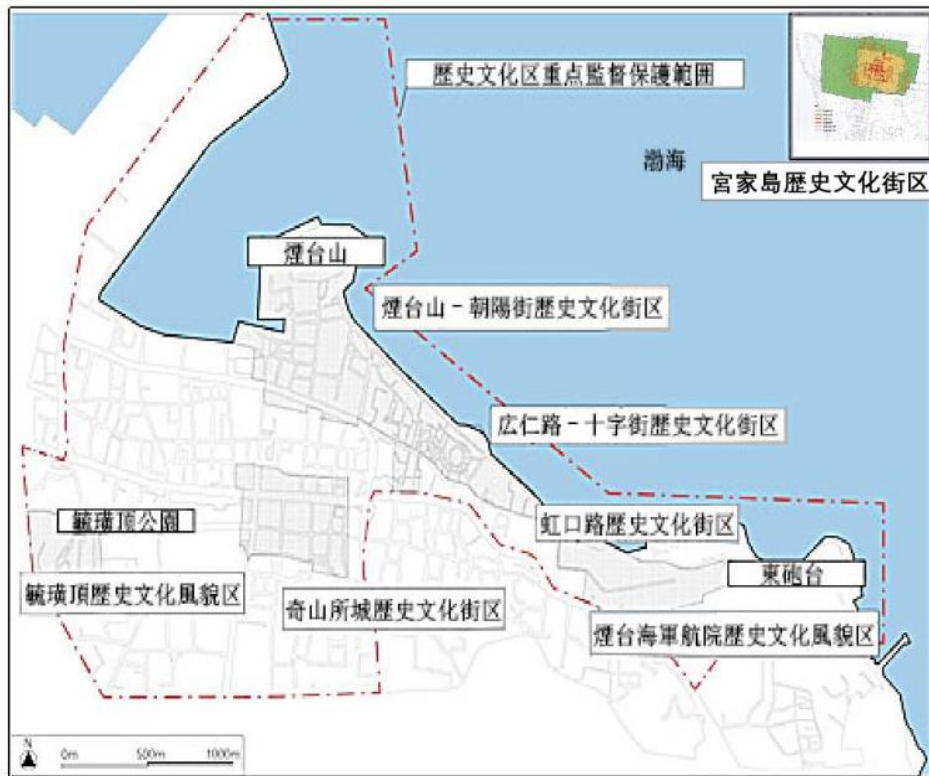 歴史文化区重点監督保護範囲
渤海
宮家島歴史文化街区
煙台山
煙台山－朝陽街歴史文化街区
広仁路－十字街歴史文化街区
毓璜頂公園
虹口路歴史文化街区
東砲台
毓璜頂歴史文化風貌区
奇山所城歴史文化街区
煙台海軍航院歴史文化風貌区
N
0m 500m 1000m